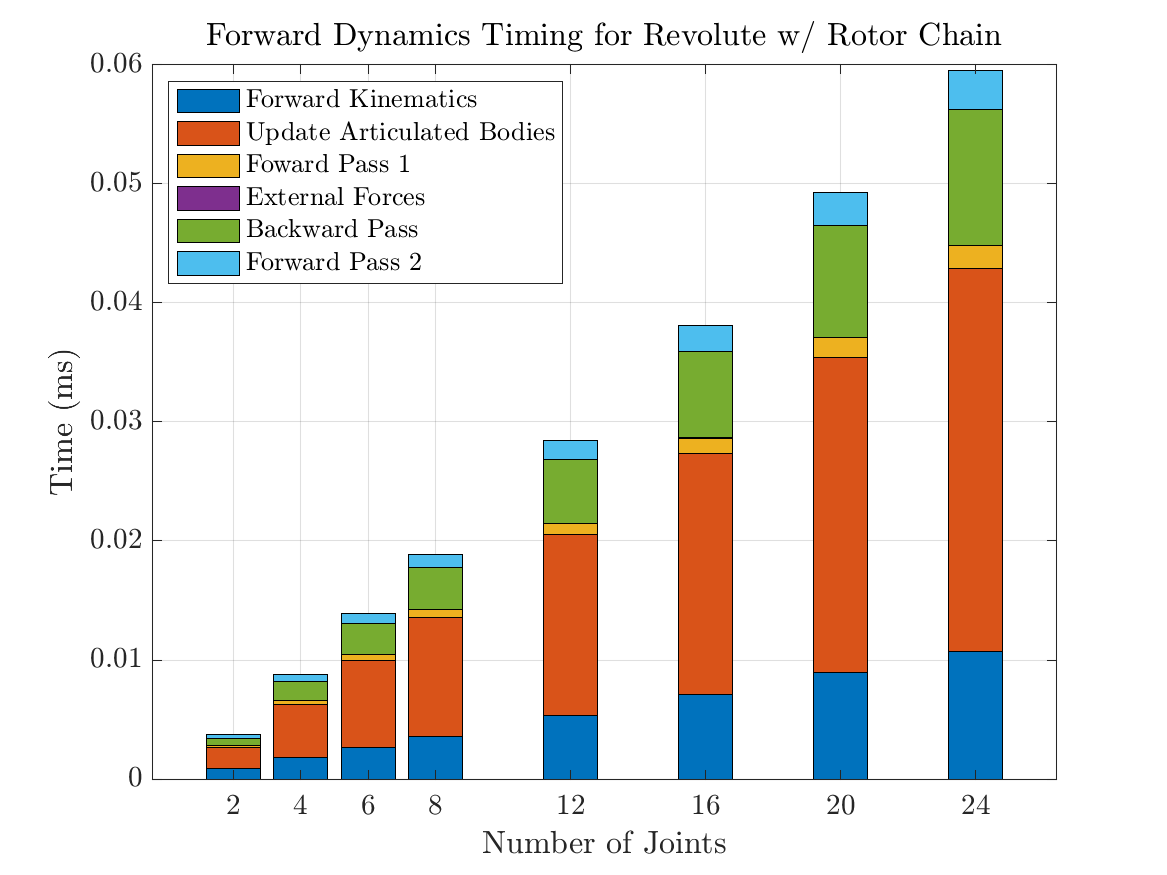 Forward Dynamics Timing for Revolute w/ Rotor Chain
0.06
0.05
0.04
0.03
0.02
0.01
0
Time (ms)
Forward Kinematics
Update Articulated Bodies
Foward Pass 1
External Forces
Backward Pass
Forward Pass 2
2 4 6 8 12 16 20 24
Number of Joints